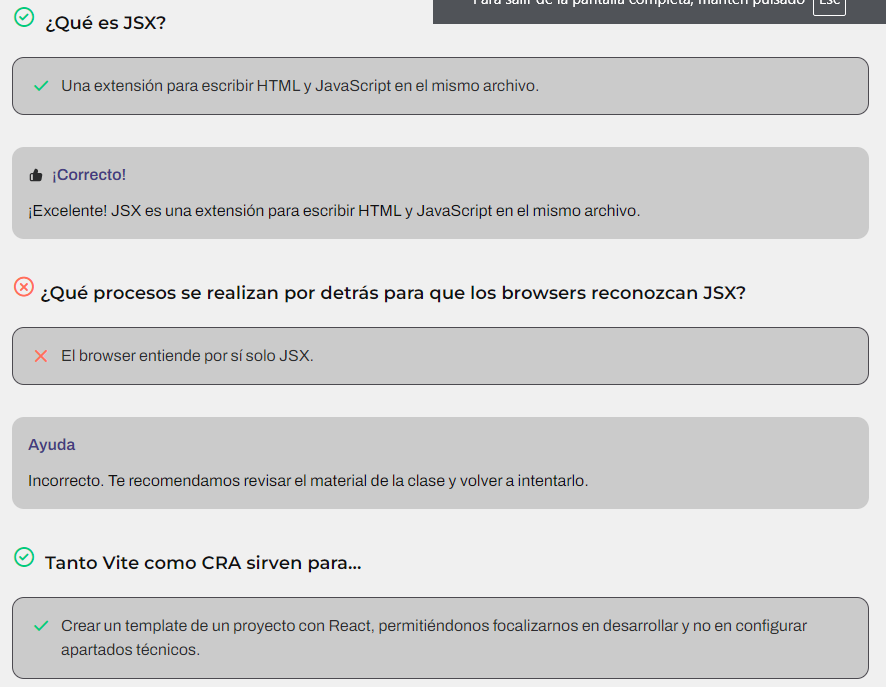 Para salir de la pantalla completa, mantén pulsado Esc
¿Qué es JSX?
Una extensión para escribir HTML y JavaScript en el mismo archivo.
¡Correcto!
¡Excelente! JSX es una extensión para escribir HTML y JavaScript en el mismo archivo.
¿Qué procesos se realizan por detrás para que los browsers reconozcan JSX?
El browser entiende por sí solo JSX.
Ayuda
Incorrecto. Te recomendamos revisar el material de la clase y volver a intentarlo.
Tanto Vite como CRA sirven para...
Crear un template de un proyecto con React, permitiéndonos focalizarnos en desarrollar y no en configurar
apartados técnicos.